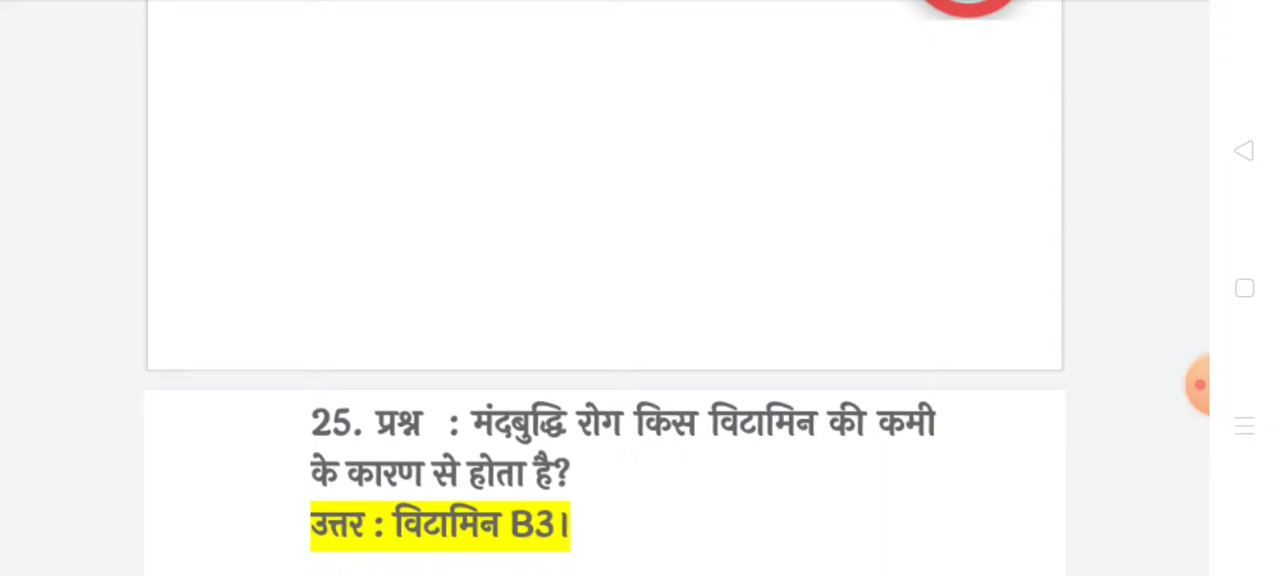 25. प्रश्न : मंदबुद्धि रोग किस विटामिन की कमी
के कारण से होता है?
उत्तर : विटामिन B3।